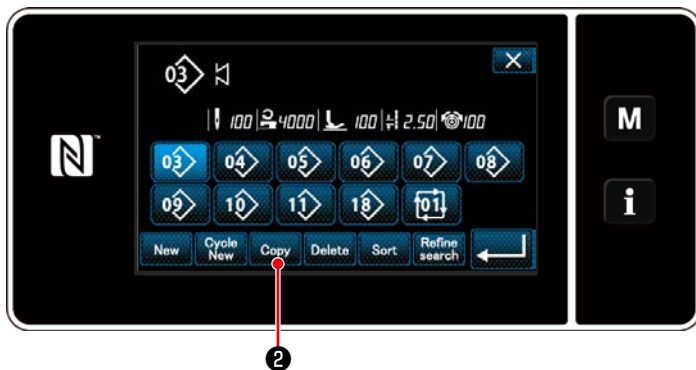 03
100 4000 100 2.50 100
03 04 05 06 07 08
09 10 11 18 01
New Cycle New Copy Delete Sort Refine search
M
i
N
2